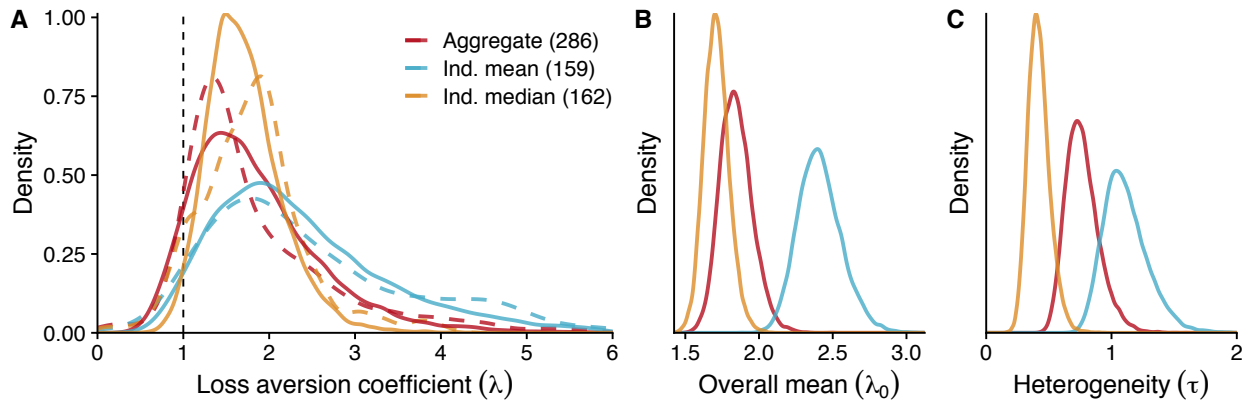 A
1.00
0.75
0.50
0.25
0.00
Density
0 1 2 3 4 5 6
Loss aversion coefficient (λ)
Aggregate (286)
Ind. mean (159)
Ind. median (162)
B
Density
1.5 2.0 2.5 3.0
Overall mean (λ₀)
C
Density
0 1 2
Heterogeneity (τ)